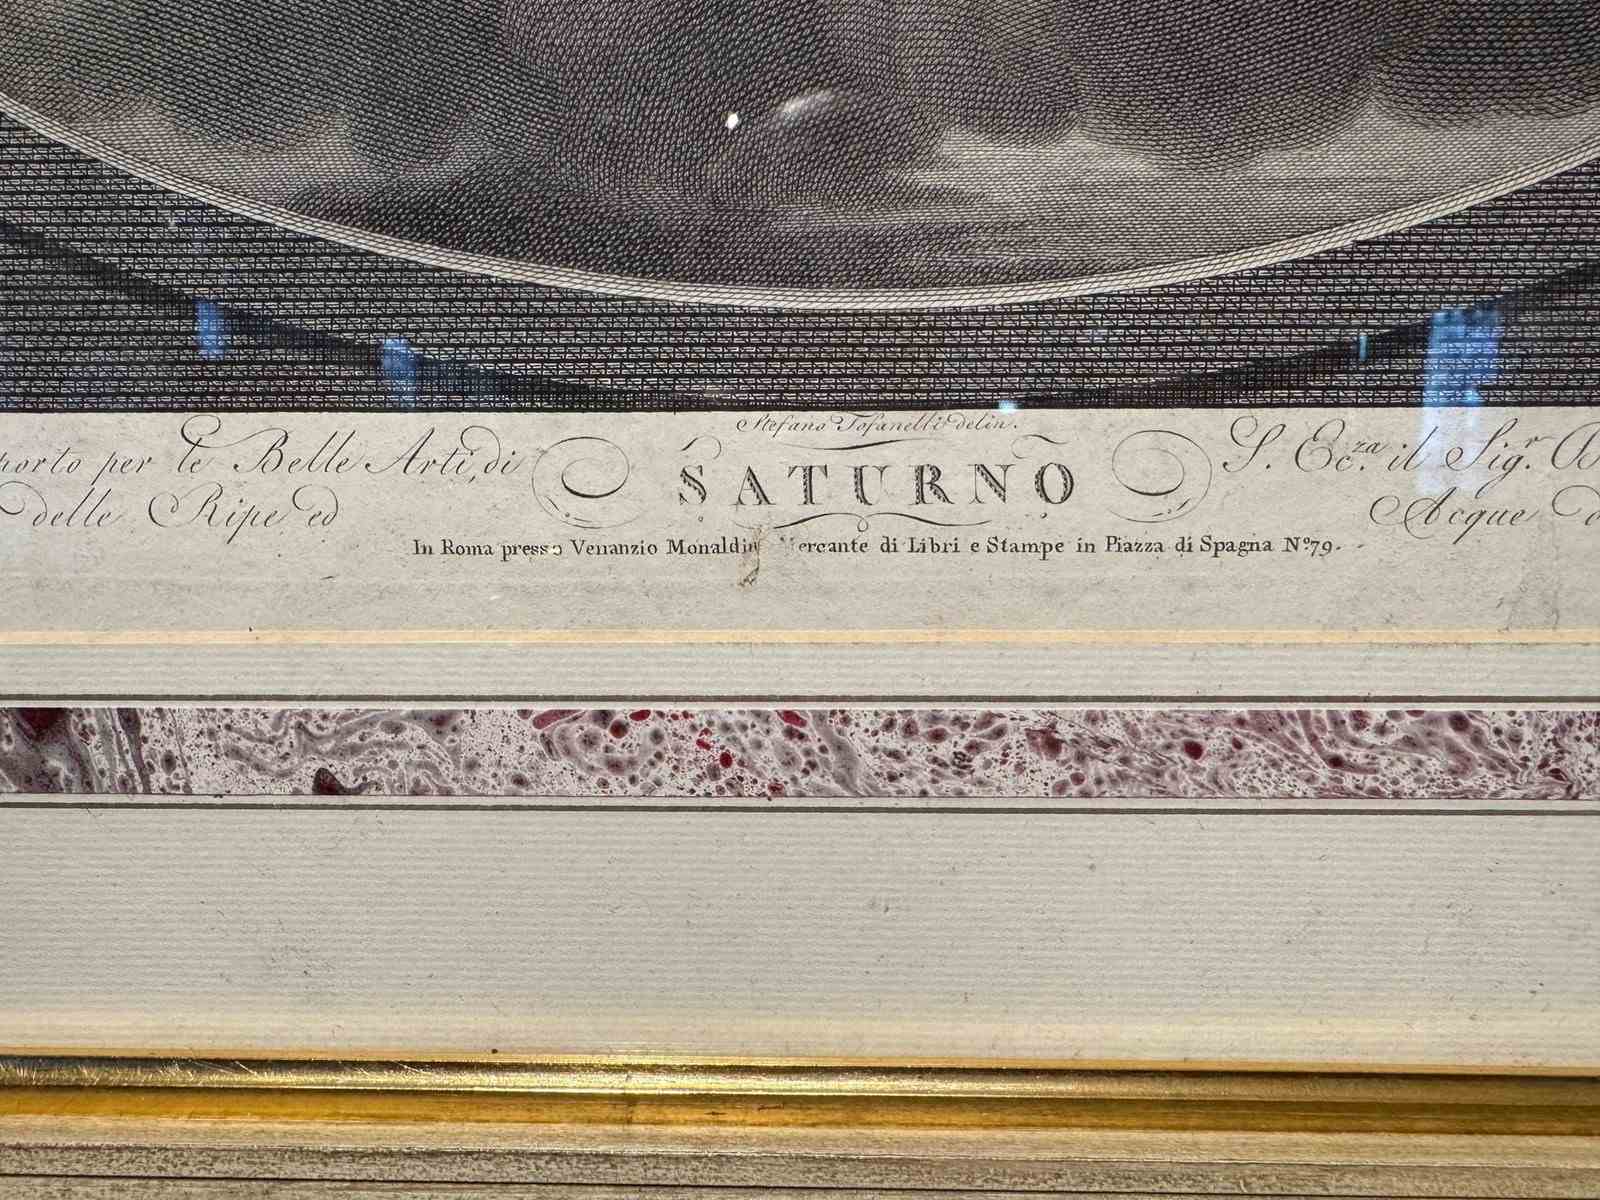 Stefano Tofanelli delin.
porto per le Belle Arti, di
SATURNO
S. Ecc.za il Sig.r
delle Ripe ed
Acque
In Roma presso Venanzio Monaldini Mercante di Libri e Stampe in Piazza di Spagna N.o 79.